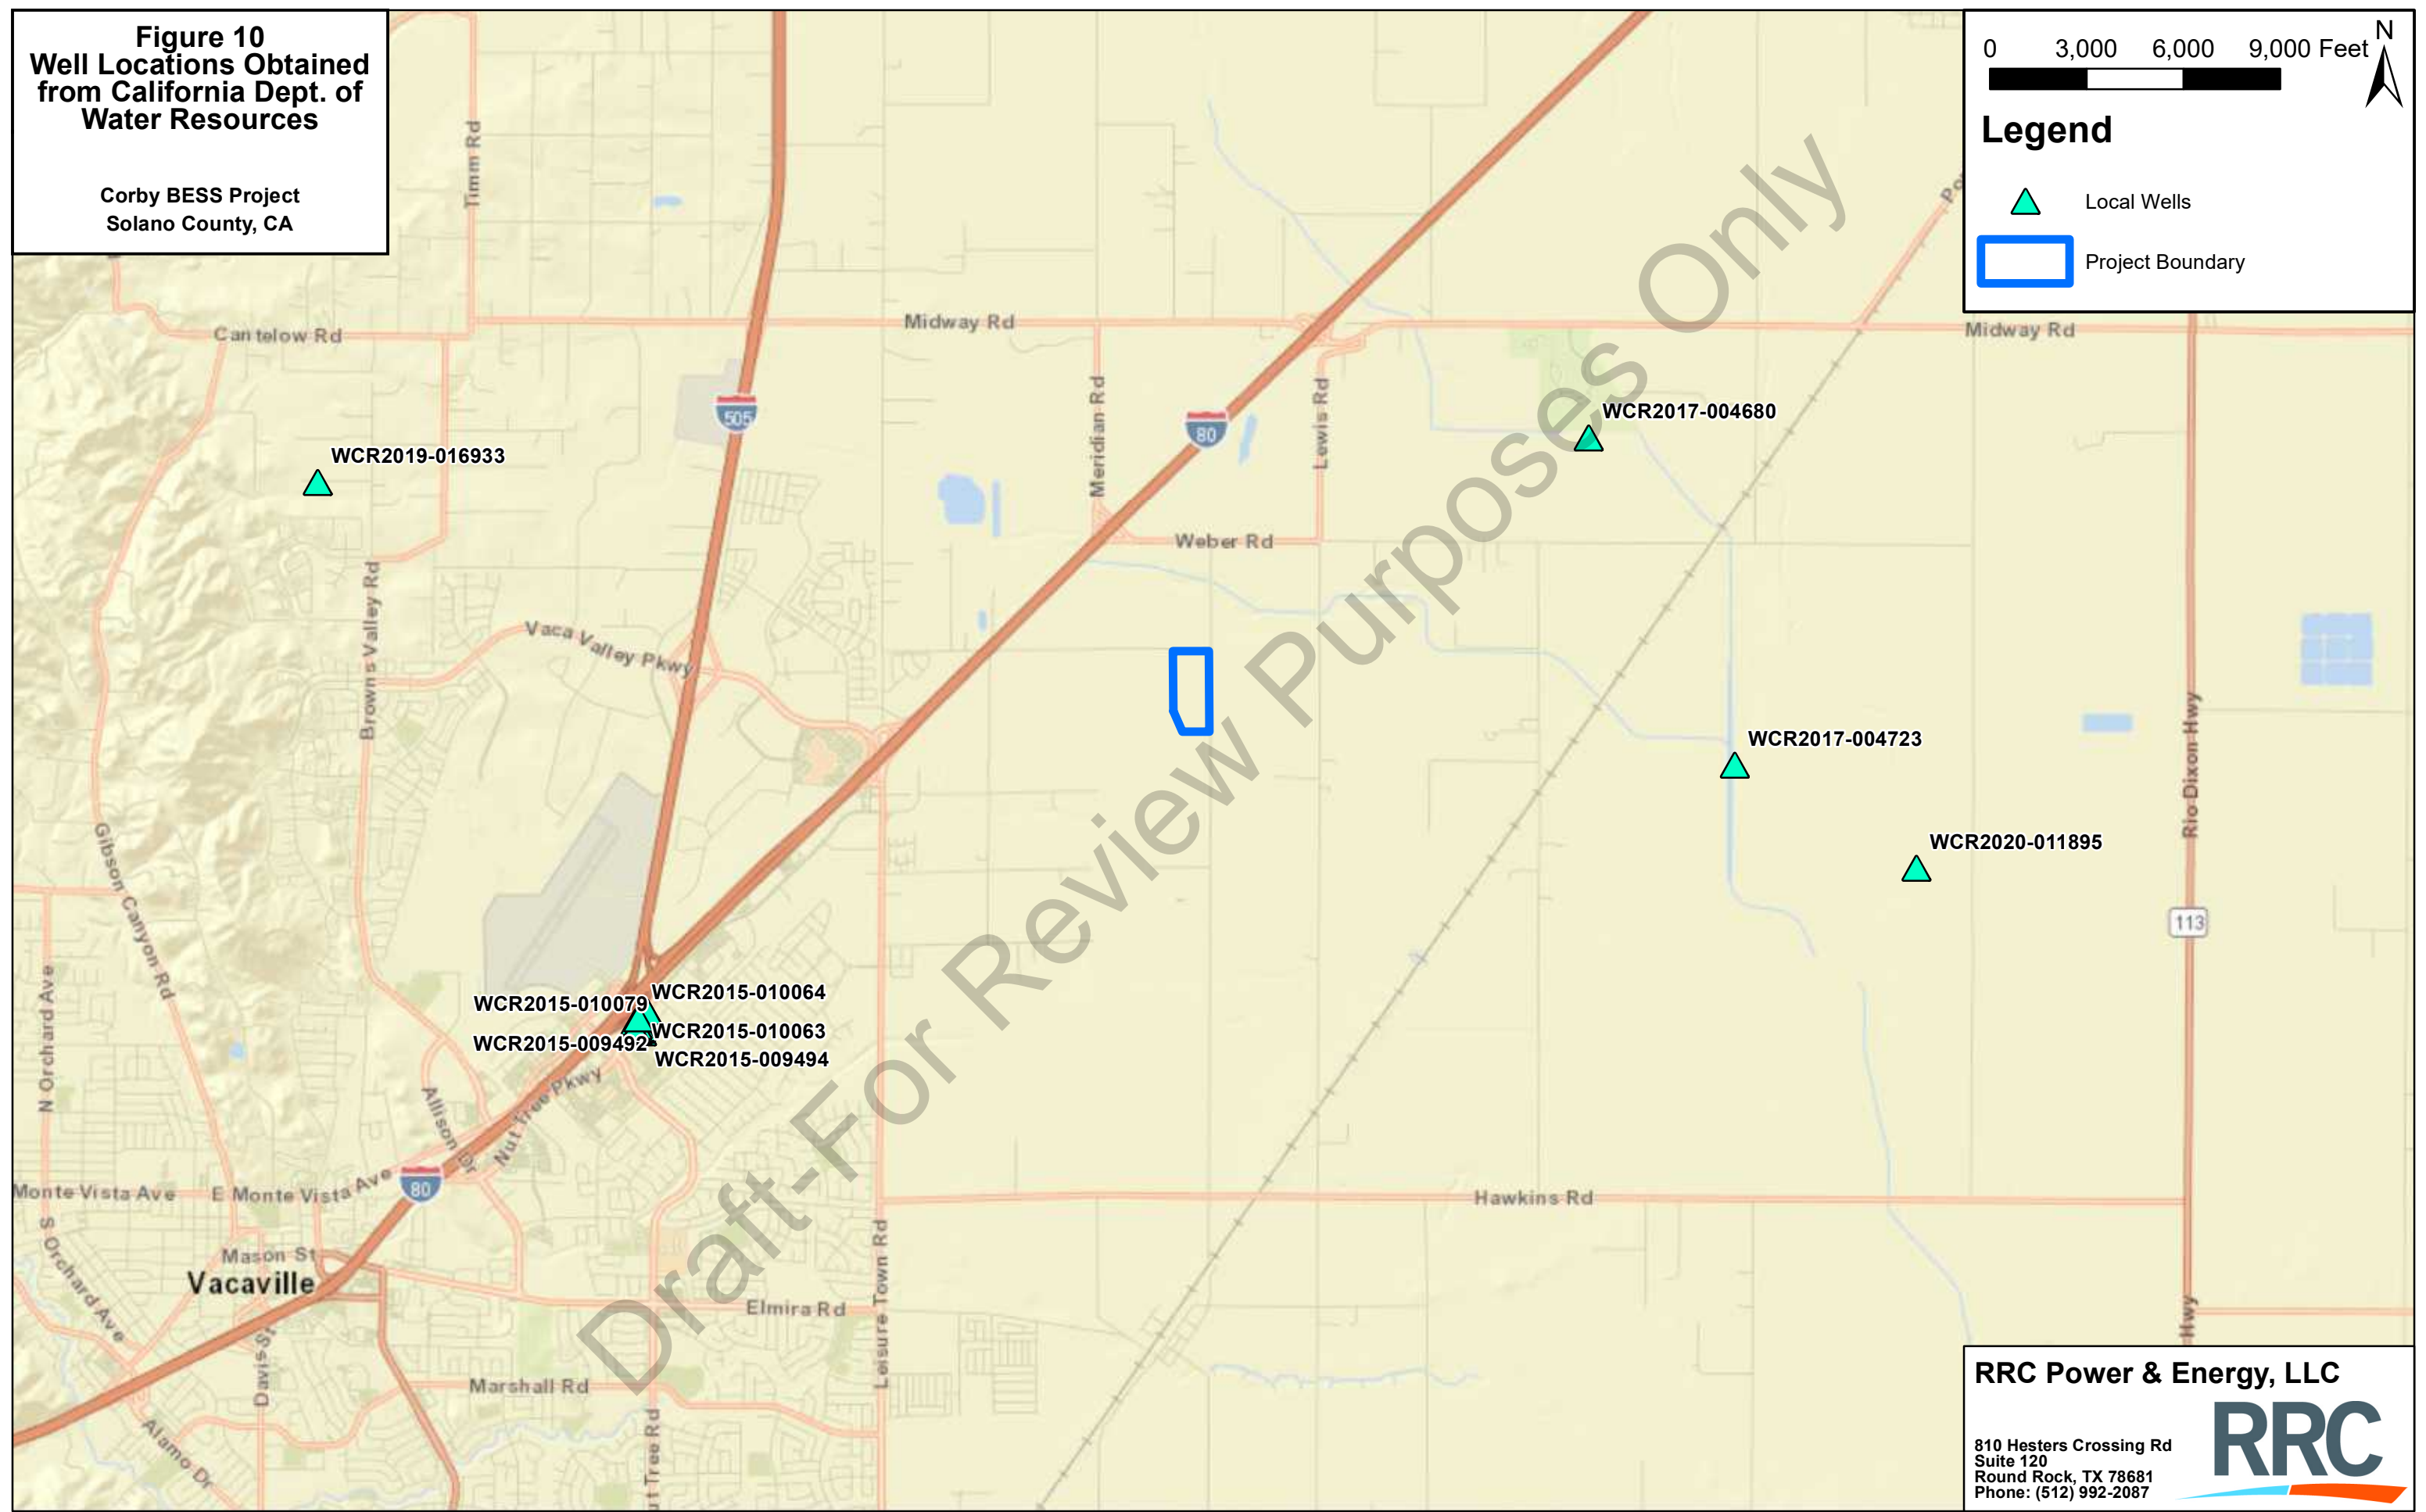 Figure 10
Well Locations Obtained
from California Dept. of
Water Resources
Corby BESS Project
Solano County, CA
0 3,000 6,000 9,000 Feet
N
Legend
Local Wells
Project Boundary
Timm Rd
Cantelow Rd
Midway Rd
Midway Rd
505
80
Meridian Rd
Lewis Rd
WCR2017-004680
WCR2019-016933
Weber Rd
Browns Valley Rd
Vaca Valley Pkwy
WCR2017-004723
Rio Dixon Hwy
WCR2020-011895
113
Gibson Canyon Rd
N Orchard Ave
WCR2015-010079
WCR2015-010064
WCR2015-010063
WCR2015-009492
WCR2015-009494
Allison Dr
Nut Tree Pkwy
80
Monte Vista Ave
E Monte Vista Ave
Hawkins Rd
S Orchard Ave
Mason St
Vacaville
Leisure Town Rd
Elmira Rd
Hwy
Davis St
Marshall Rd
Alamo Dr
ut Tree Rd
Draft-For Review Purposes Only
RRC Power & Energy, LLC
810 Hesters Crossing Rd
Suite 120
Round Rock, TX 78681
Phone: (512) 992-2087
RRC